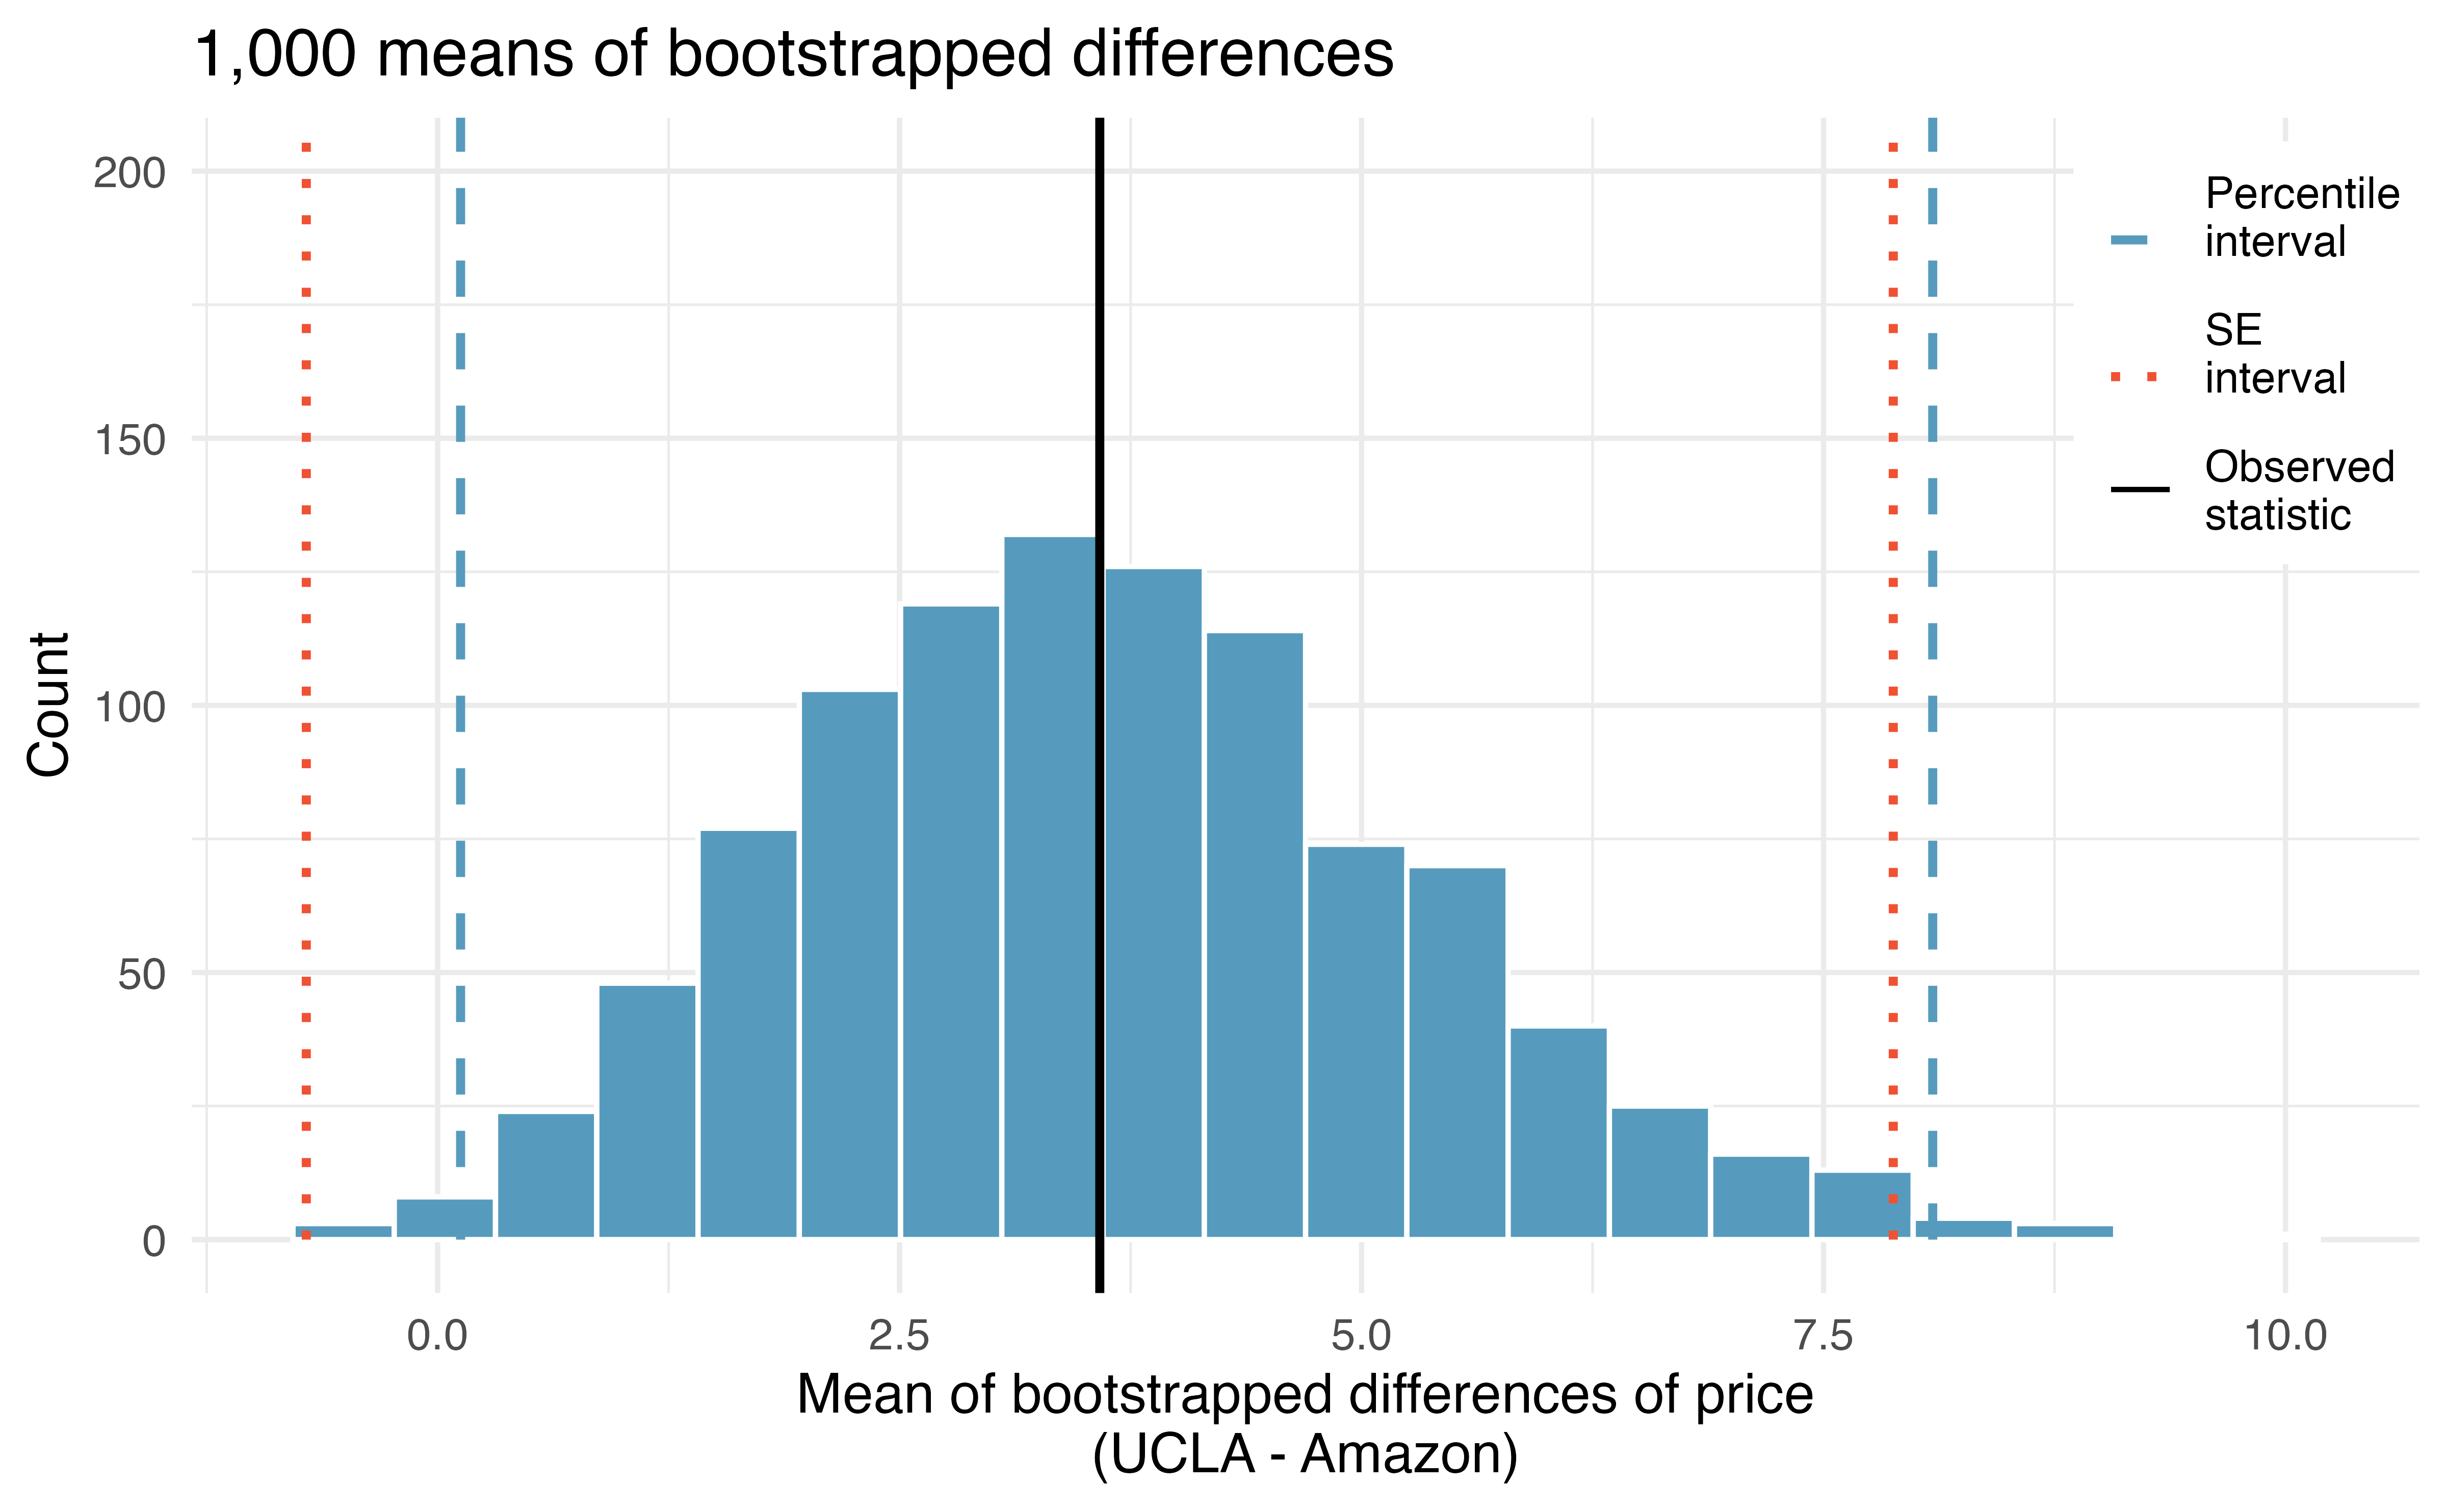 1,000 means of bootstrapped differences
200
150
100
50
0
Count
Percentile
interval
SE
interval
Observed
statistic
0.0 2.5 5.0 7.5 10.0
Mean of bootstrapped differences of price
(UCLA - Amazon)